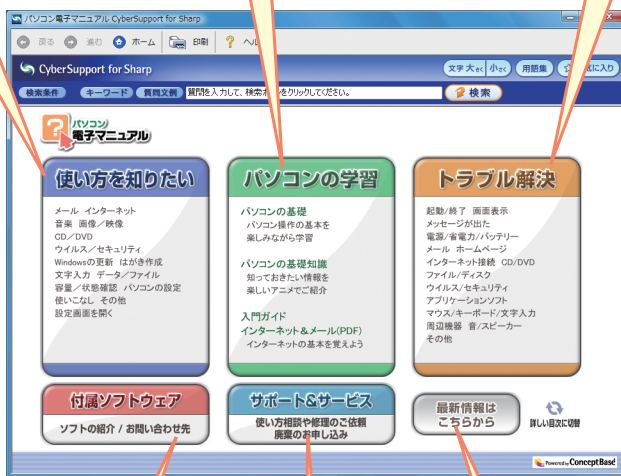 パソコン電子マニュアル CyberSupport for Sharp
戻る 進む ホーム 印刷
CyberSupport for Sharp 文字 大きく 小さく 用語集
検索条件 キーワード 質問文例 質問を入力して、検索ボタンをクリックしてください。 検索
パソコン
電子マニュアル
使い方を知りたい
メール インターネット
音楽 画像/映像
CD/DVD
ウイルス/セキュリティ
Windowsの更新 はがき作成
文字入力 データ/ファイル
容量/状態確認 パソコンの設定
使いこなし その他
設定画面を開く
パソコンの学習
パソコンの基礎
パソコン操作の基本を
楽しみながら学習
パソコンの基礎知識
知っておきたい情報を
楽しいアニメでご紹介
入門ガイド
インターネット&メール(PDF)
インターネットの基本を覚えよう
トラブル解決
起動/終了 画面表示
メッセージが出た
電源/省電力/バッテリー
メール ホームページ
インターネット接続 CD/DVD
ファイル/ディスク
ウイルス/セキュリティ
アプリケーションソフト
マウス/キーボード/文字入力
周辺機器 音/スピーカー
その他
付属ソフトウェア
ソフトの紹介 / お問い合わせ先
サポート&サービス
使い方相談や修理のご依頼
廃棄のお申し込み
最新情報は
こちらから
詳しい目次に切替
Powered by ConceptBase